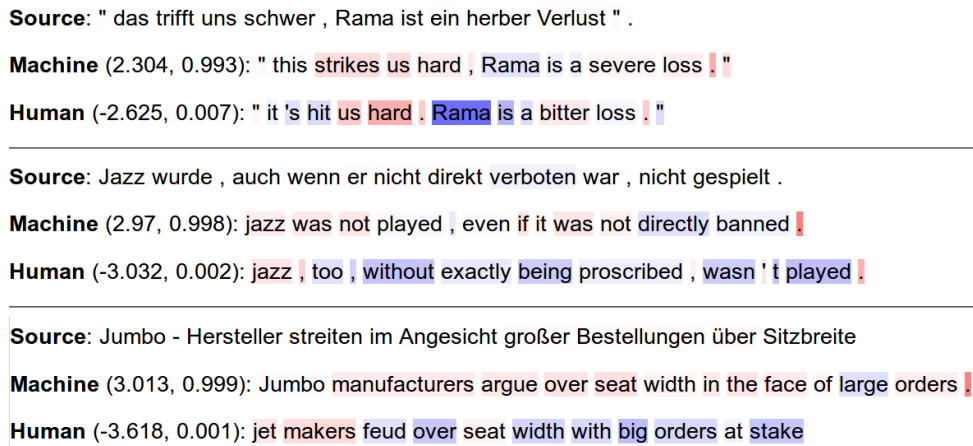 Source: " das trifft uns schwer , Rama ist ein herber Verlust " .
Machine (2.304, 0.993): " this strikes us hard , Rama is a severe loss . "
Human (-2.625, 0.007): " it 's hit us hard . Rama is a bitter loss . "
Source: Jazz wurde , auch wenn er nicht direkt verboten war , nicht gespielt .
Machine (2.97, 0.998): jazz was not played , even if it was not directly banned .
Human (-3.032, 0.002): jazz , too , without exactly being proscribed , wasn ' t played .
Source: Jumbo - Hersteller streiten im Angesicht großer Bestellungen über Sitzbreite
Machine (3.013, 0.999): Jumbo manufacturers argue over seat width in the face of large orders .
Human (-3.618, 0.001): jet makers feud over seat width with big orders at stake